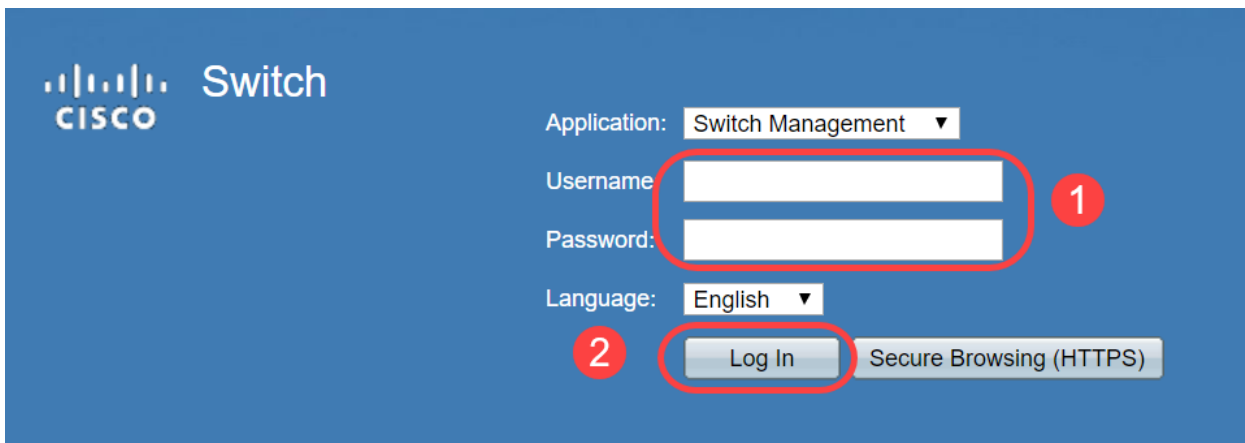 Switch
CISCO
Application: Switch Management
Username
1
Password:
Language: English
2
Log In Secure Browsing (HTTPS)